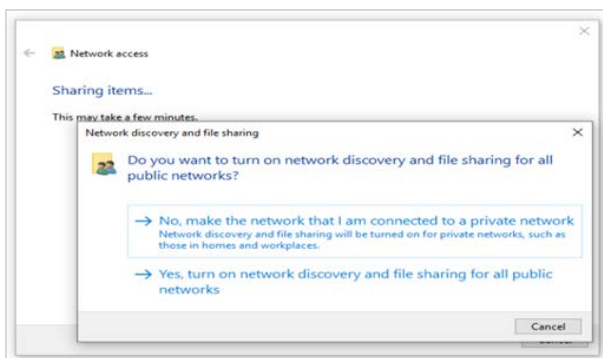 Network access
Sharing items...
This may take a few minutes.
Network discovery and file sharing
Do you want to turn on network discovery and file sharing for all
public networks?
No, make the network that I am connected to a private network
Network discovery and file sharing will be turned on for private networks, such as
those in homes and workplaces.
Yes, turn on network discovery and file sharing for all public
networks
Cancel